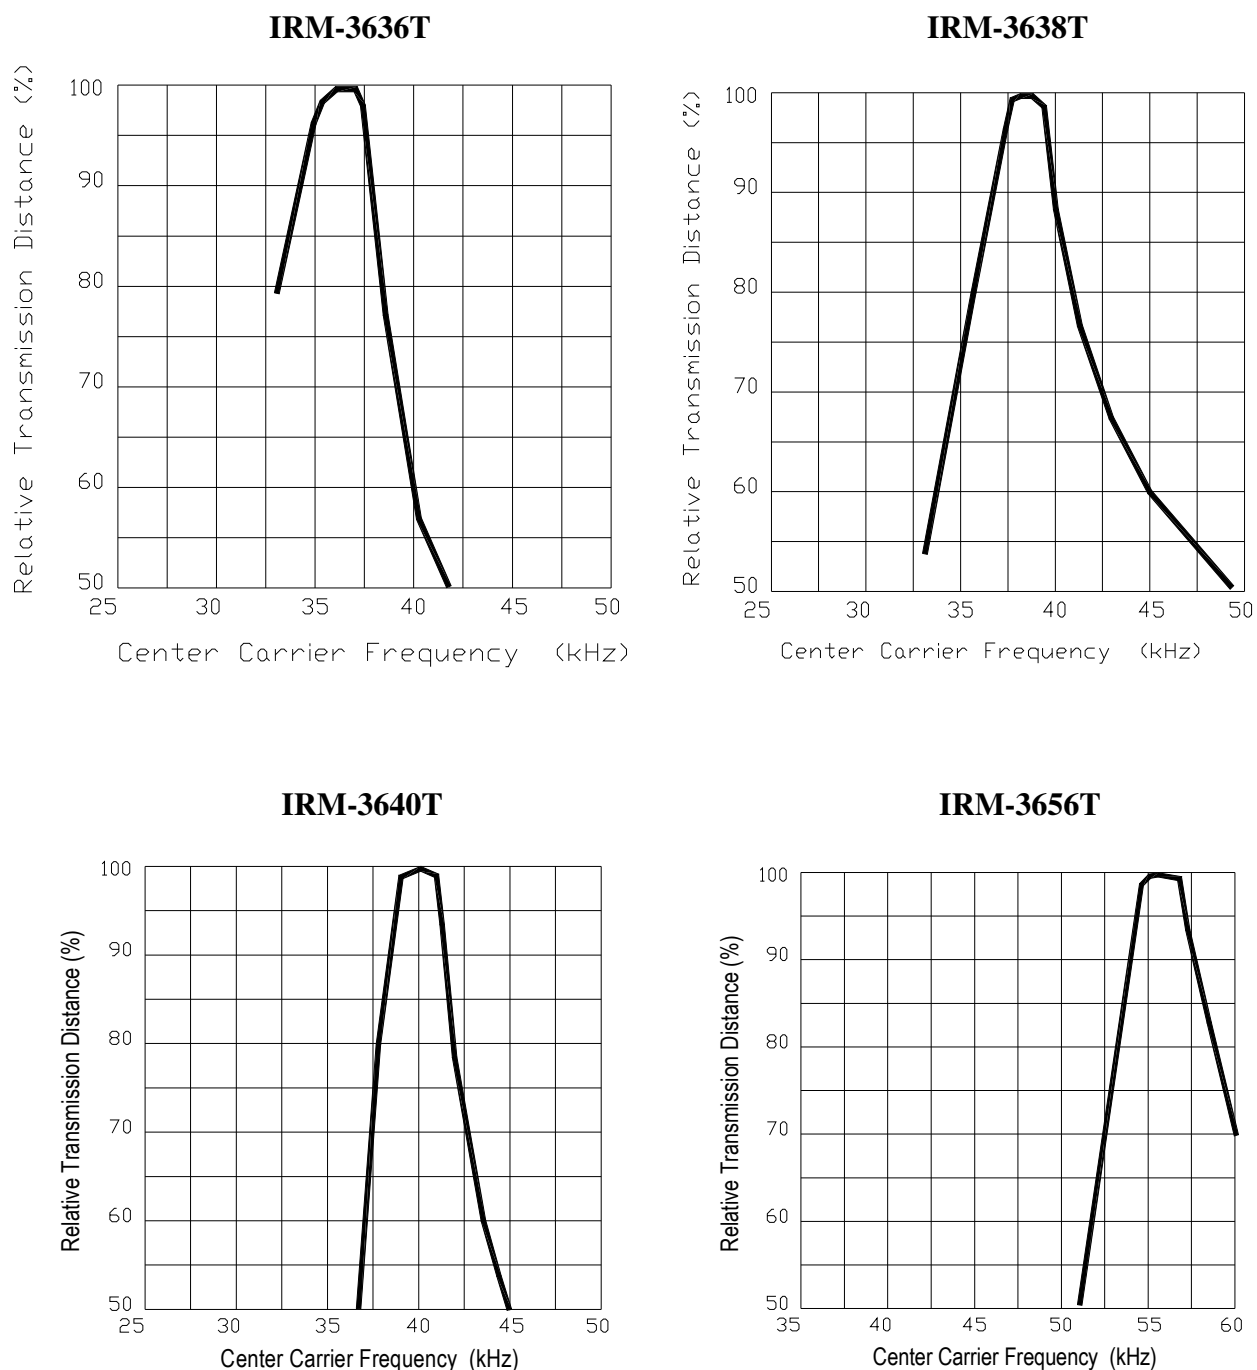 IRM-3636T
Relative Transmission Distance (%)
100
90
80
70
60
50
25 30 35 40 45 50
Center Carrier Frequency (kHz)
IRM-3638T
Relative Transmission Distance (%)
100
90
80
70
60
50
25 30 35 40 45 50
Center Carrier Frequency (kHz)
IRM-3640T
Relative Transmission Distance (%)
100
90
80
70
60
50
25 30 35 40 45 50
Center Carrier Frequency (kHz)
IRM-3656T
Relative Transmission Distance (%)
100
90
80
70
60
50
35 40 45 50 55 60
Center Carrier Frequency (kHz)